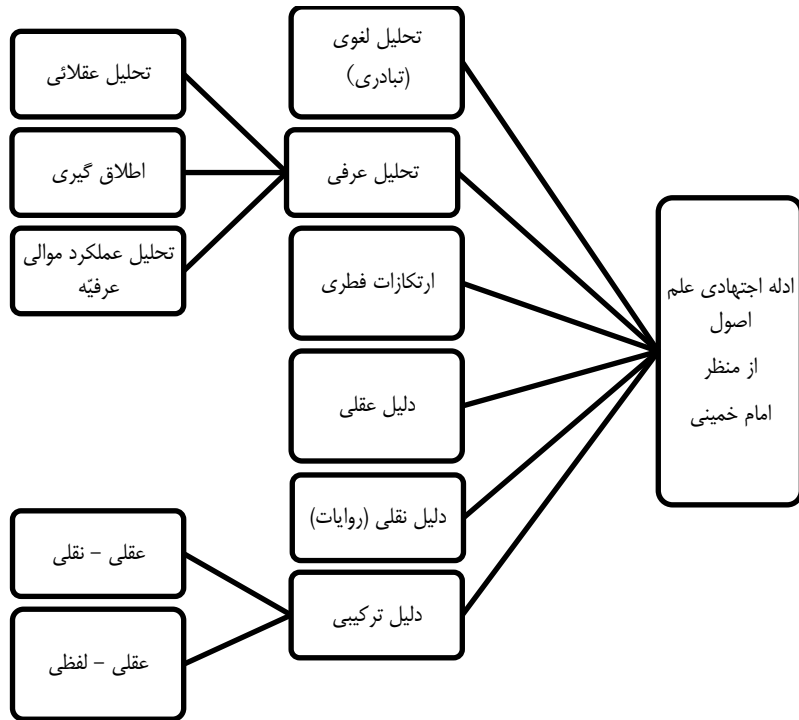 ادله اجتهادی علم
اصول
از منظر
امام خمینی
تحلیل لغوی
(تبادری)
تحلیل عرفی
تحلیل عقلائی
اطلاق گیری
تحلیل عملکرد موالی
عرفیّه
ارتکازات فطری
دلیل عقلی
دلیل نقلی (روایات)
دلیل ترکیبی
عقلی – نقلی
عقلی – لفظی